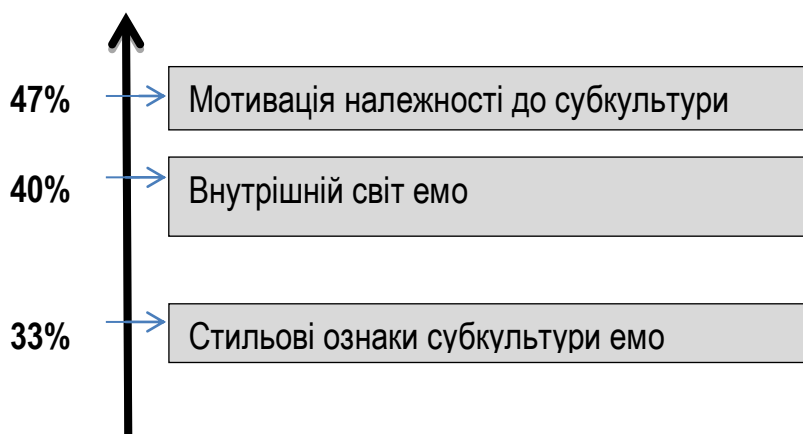 47% Мотивація належності до субкультури
40% Внутрішній світ емо
33% Стильові ознаки субкультури емо